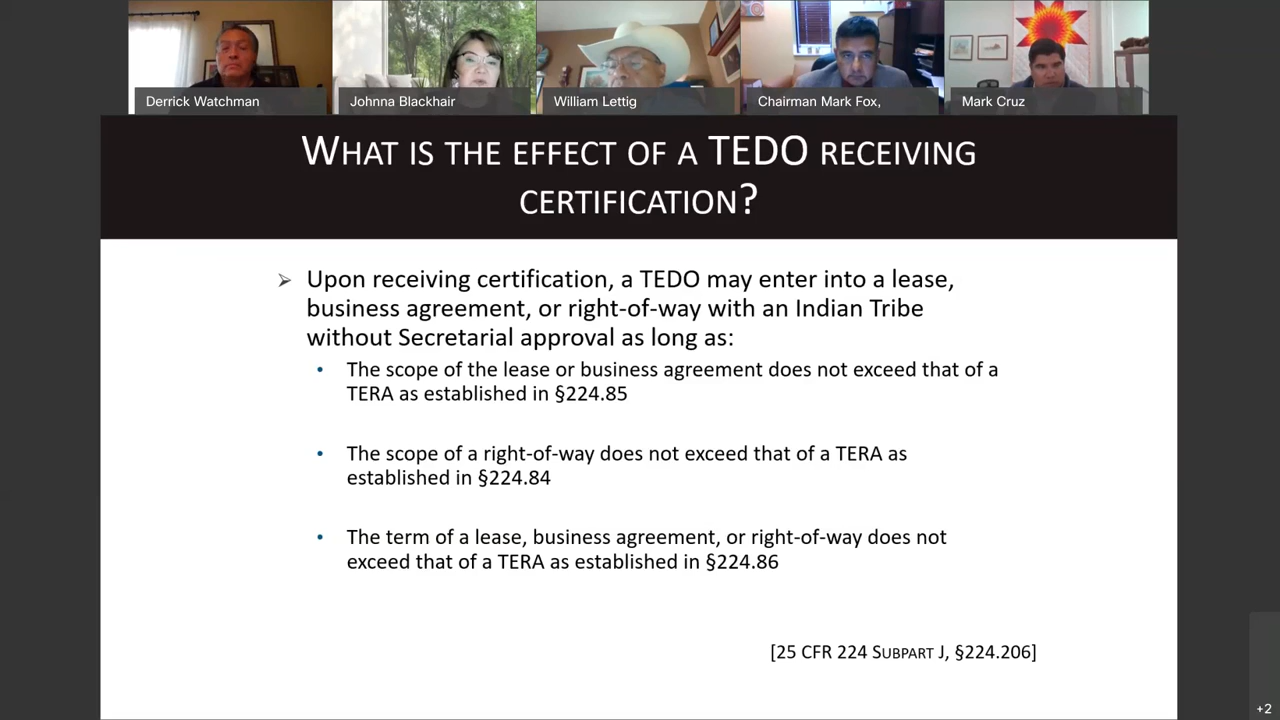 Derrick Watchman
Johnna Blackhair
William Lettig
Chairman Mark Fox,
Mark Cruz
WHAT IS THE EFFECT OF A TEDO RECEIVING
CERTIFICATION?
Upon receiving certification, a TEDO may enter into a lease,
business agreement, or right-of-way with an Indian Tribe
without Secretarial approval as long as:
• The scope of the lease or business agreement does not exceed that of a
TERA as established in §224.85
• The scope of a right-of-way does not exceed that of a TERA as
established in §224.84
• The term of a lease, business agreement, or right-of-way does not
exceed that of a TERA as established in §224.86
[25 CFR 224 SUBPART J, §224.206]
+2